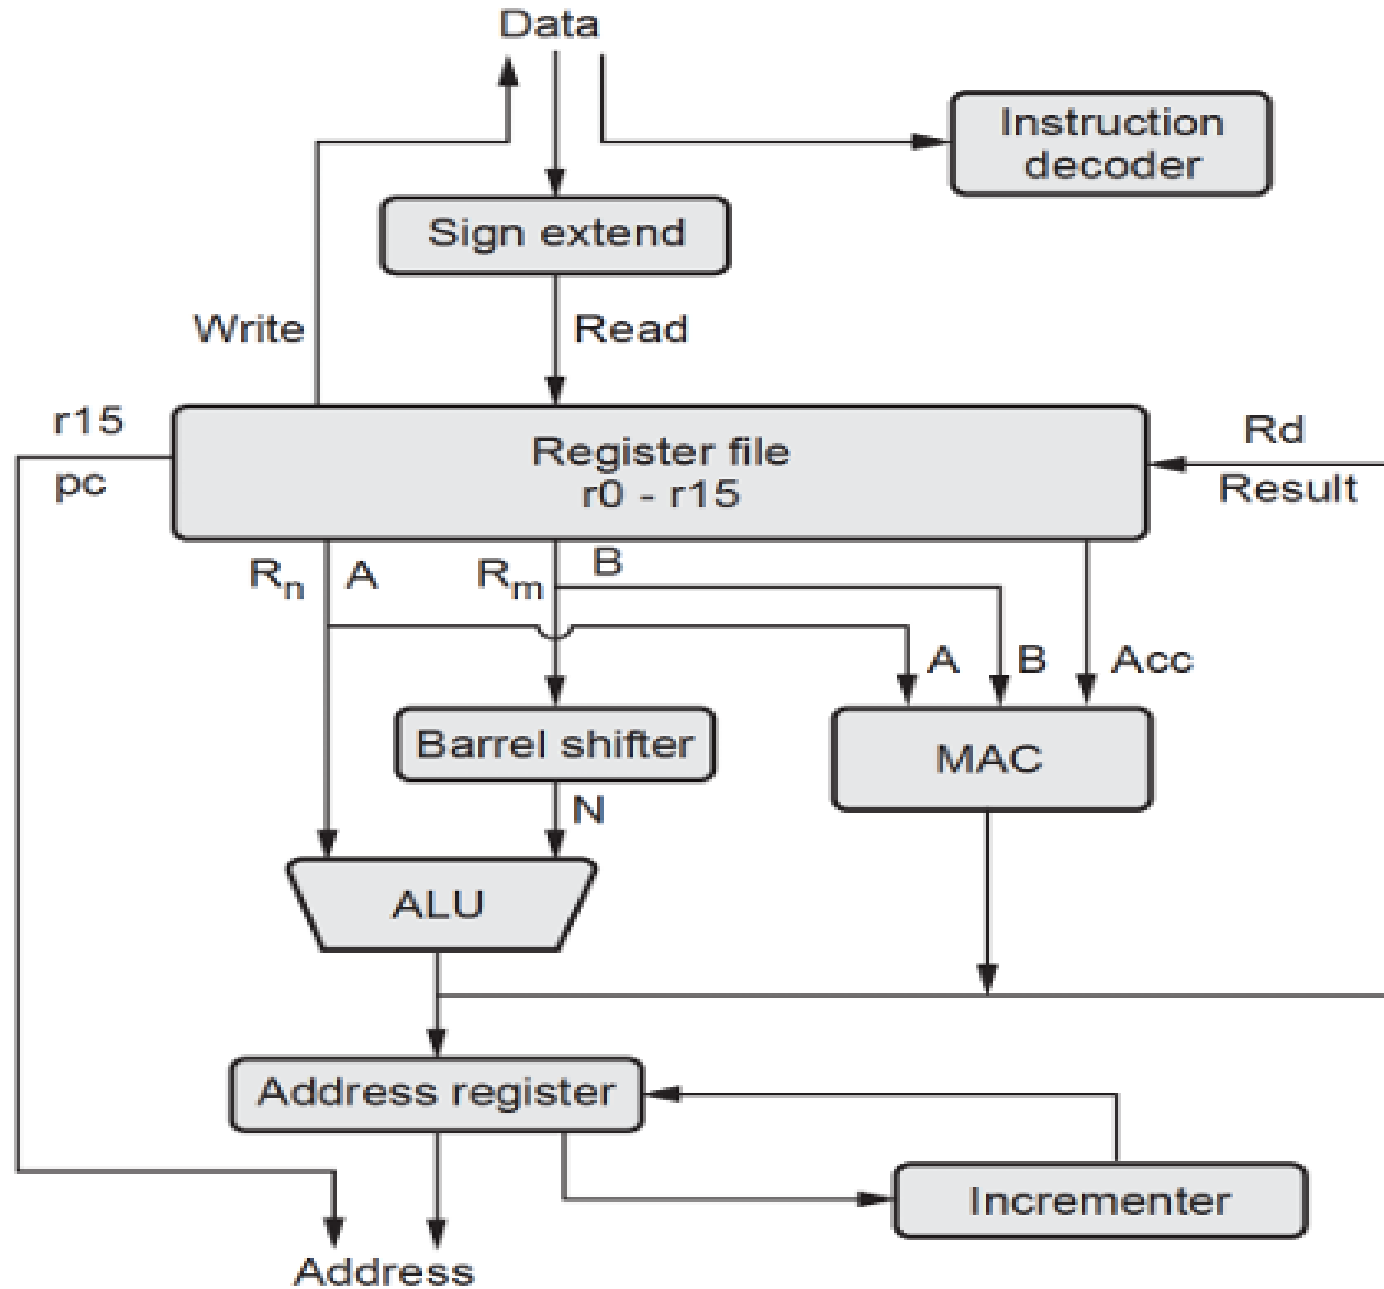 Data
Instruction
decoder
Sign extend
Write
Read
r15
pc
Register file
r0 - r15
Rd
Result
Rn
A
Rm
B
A
B
Acc
Barrel shifter
MAC
N
ALU
Address register
Incrementer
Address